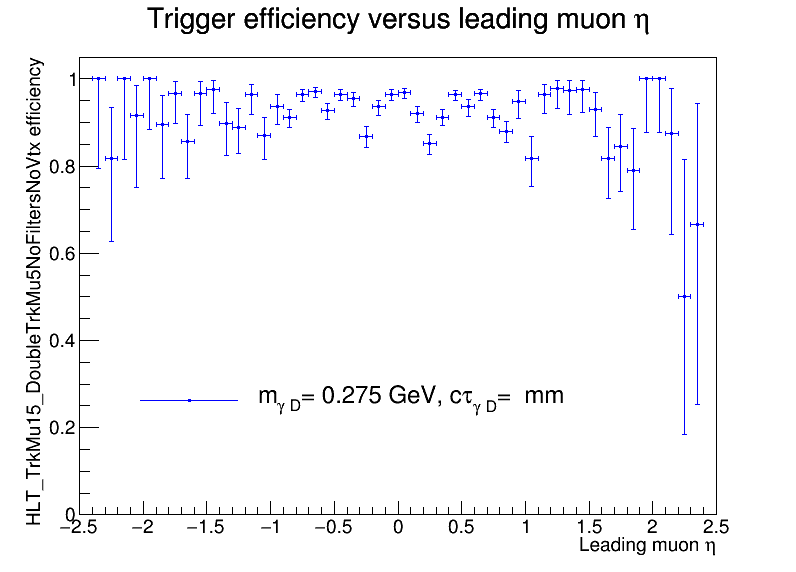 Trigger efficiency versus leading muon η
HLT_TrkMu15_DoubleTrkMu5NoFiltersNoVtx efficiency
1
0.8
0.6
0.4
0.2
0
m_γ D= 0.275 GeV, cτ_γ D= mm
−2.5 −2 −1.5 −1 −0.5 0 0.5 1 1.5 2 2.5
Leading muon η